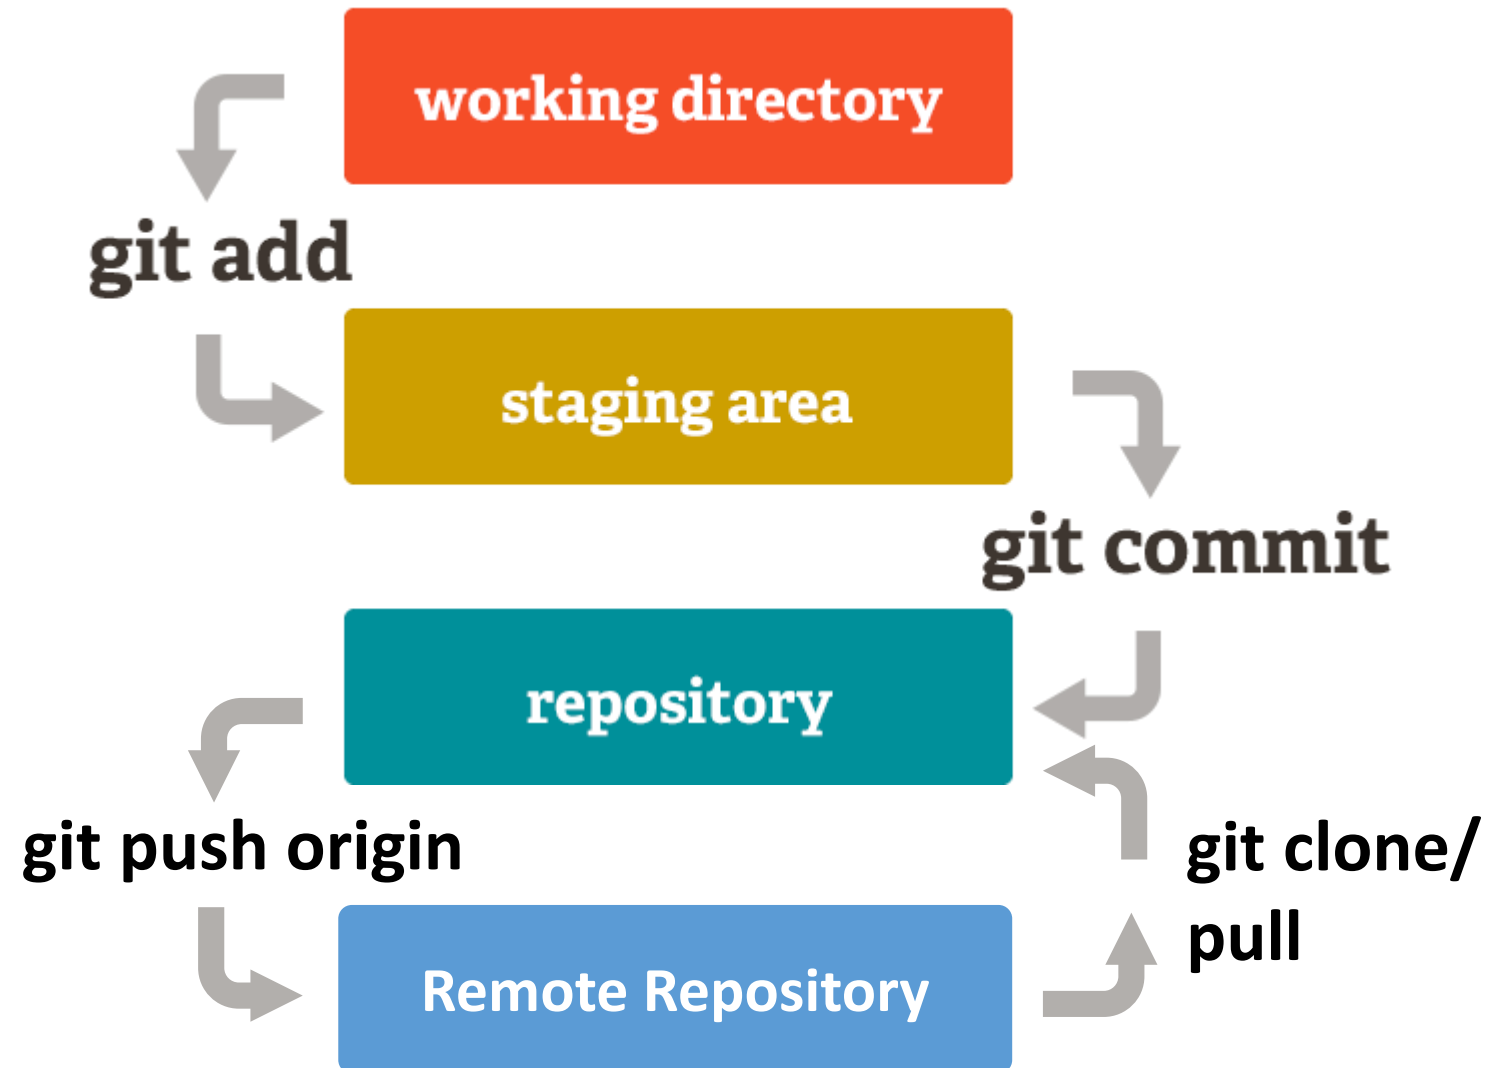 working directory
git add
staging area
git commit
repository
git push origin
git clone/
pull
Remote Repository